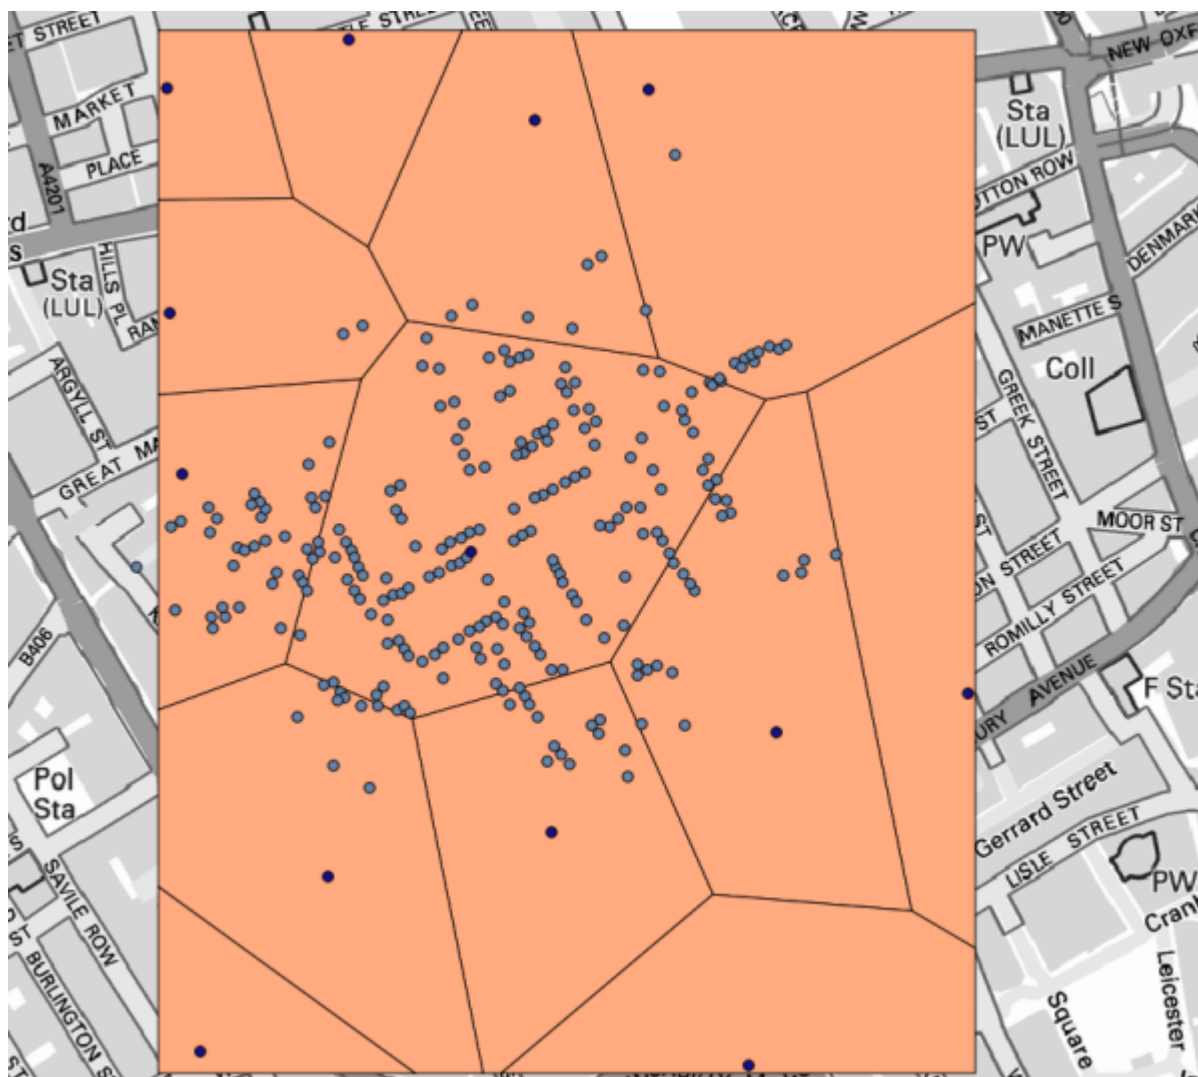 STREET
MARKET
PLACE
A4201
HILLS PL
Sta
(LUL)
ARGYLL ST
GREAT MA
B406
Pol
Sta
SAVILE ROW
BURLINGTON
ST
NEW OXF
Sta
(LUL)
PW
DENMARK
MANETTE S
Coll
GREEK STREET
ST
MOOR ST
ROMILLY STREET
AVENUE
F Sta
Gerrard Street
LISLE STREET
PW
Cran
Leicester
Square